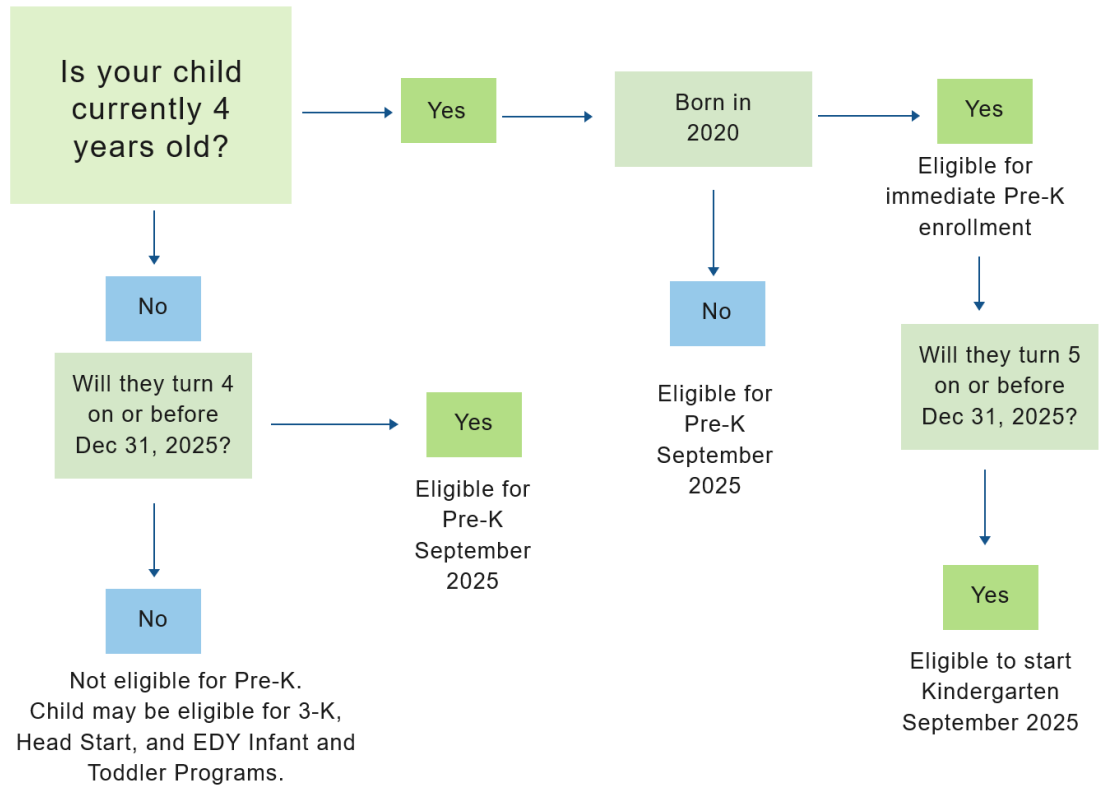 Is your child
currently 4
years old?
Yes
Born in
2020
Yes
Eligible for
immediate Pre-K
enrollment
No
Will they turn 4
on or before
Dec 31, 2025?
Yes
Eligible for
Pre-K
September
2025
No
Eligible for
Pre-K
September
2025
Will they turn 5
on or before
Dec 31, 2025?
Yes
Eligible to start
Kindergarten
September 2025
No
Not eligible for Pre-K.
Child may be eligible for 3-K,
Head Start, and EDY Infant and
Toddler Programs.